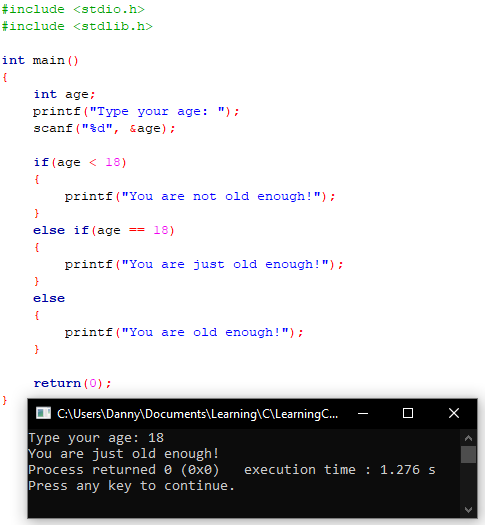 #include <stdio.h>
#include <stdlib.h>

int main()
{
    int age;
    printf("Type your age: ");
    scanf("%d", &age);

    if(age < 18)
    {
        printf("You are not old enough!");
    }
    else if(age == 18)
    {
        printf("You are just old enough!");
    }
    else
    {
        printf("You are old enough!");
    }

    return(0);
}
C:\Users\Danny\Documents\Learning\C\LearningC...
Type your age: 18
You are just old enough!
Process returned 0 (0x0)   execution time : 1.276 s
Press any key to continue.